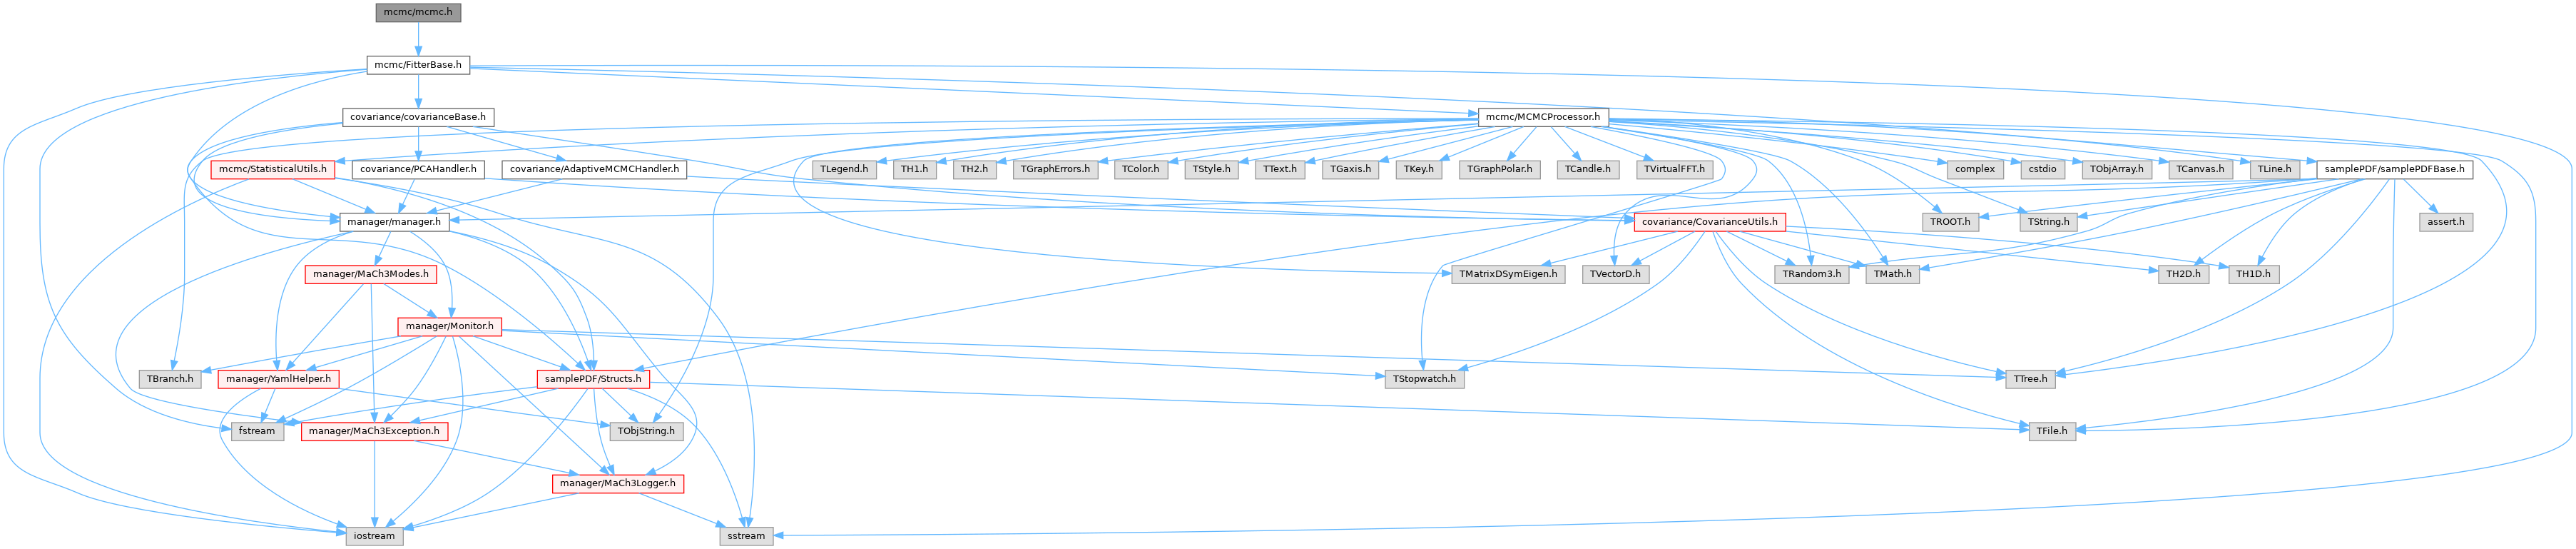 mcmc/mcmc.h
mcmc/FitterBase.h
covariance/covarianceBase.h
mcmc/MCMCProcessor.h
mcmc/StatisticalUtils.h
covariance/PCAHandler.h
covariance/AdaptiveMCMCHandler.h
TLegend.h
TH1.h
TH2.h
TGraphErrors.h
TColor.h
TStyle.h
TText.h
TGaxis.h
TKey.h
TGraphPolar.h
TCandle.h
TVirtualFFT.h
complex
cstdio
TObjArray.h
TCanvas.h
TLine.h
samplePDF/samplePDFBase.h
manager/manager.h
covariance/CovarianceUtils.h
TROOT.h
TString.h
assert.h
manager/MaCh3Modes.h
TMatrixDSymEigen.h
TVectorD.h
TRandom3.h
TMath.h
TH2D.h
TH1D.h
manager/Monitor.h
TBranch.h
manager/YamlHelper.h
samplePDF/Structs.h
TStopwatch.h
TTree.h
fstream
manager/MaCh3Exception.h
TObjString.h
TFile.h
manager/MaCh3Logger.h
iostream
sstream